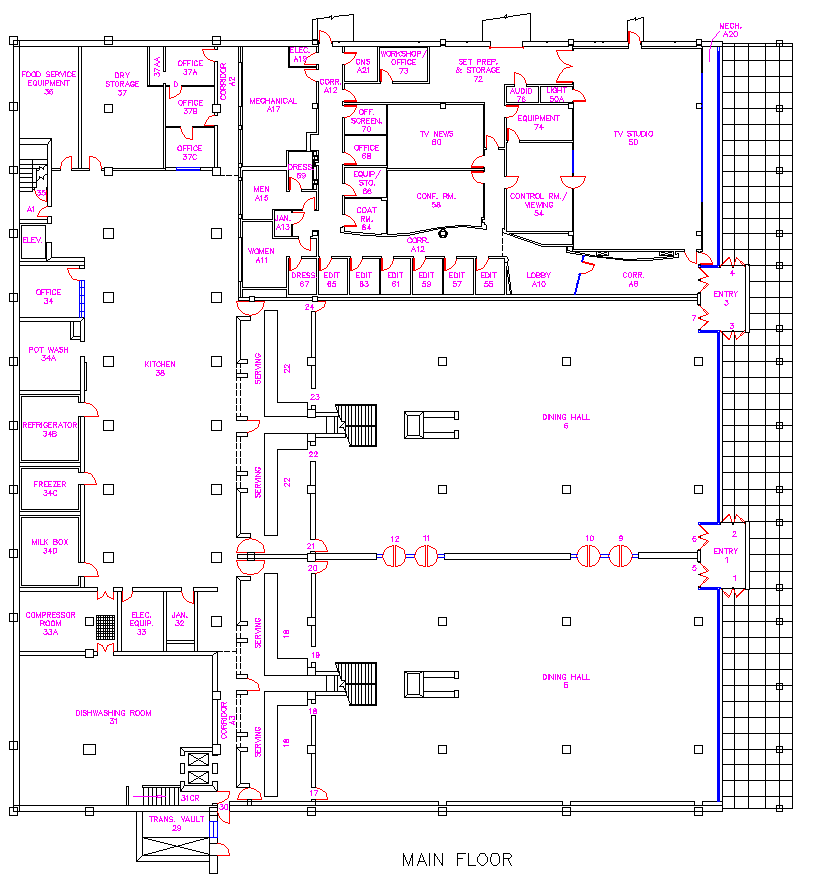 MECH.
A20
ELEC.
A19
CORR.
A12
CNS
A21
WORKSHOP/
OFFICE
73
SET PREP.
& STORAGE
72
FOOD SERVICE
EQUIPMENT
36
DRY
STORAGE
37
37AA
OFFICE
37A
D
OFFICE
37B
OFFICE
37C
CORRIDOR
A2
MECHANICAL
A17
AUDIO
76
LIGHT
50A
OFF.
SCREEN.
70
TV NEWS
60
EQUIPMENT
74
TV STUDIO
50
OFFICE
68
DRESS
69
EQUIP/
STO.
66
CONF. RM.
58
CONTROL RM./
VIEWING
54
MEN
A15
COAT
RM.
64
JAN.
A13
35
A1
ELEV.
WOMEN
A11
CORR.
A12
DRESS
67
EDIT
65
EDIT
63
EDIT
61
EDIT
59
EDIT
57
EDIT
55
LOBBY
A10
CORR.
A8
4
ENTRY
3
3
7
OFFICE
34
24
POT WASH
34A
KITCHEN
38
SERVING
22
23
DINING HALL
6
REFRIGERATOR
34B
22
FREEZER
34C
SERVING
22
MILK BOX
34D
21
12
11
10
9
6
2
ENTRY
1
5
1
20
COMPRESSOR
ROOM
33A
ELEC.
EQUIP.
33
JAN.
32
SERVING
18
19
DINING HALL
5
DISHWASHING ROOM
31
CORRIDOR
A3
18
SERVING
18
31CR
30
17
TRANS. VAULT
29
MAIN FLOOR